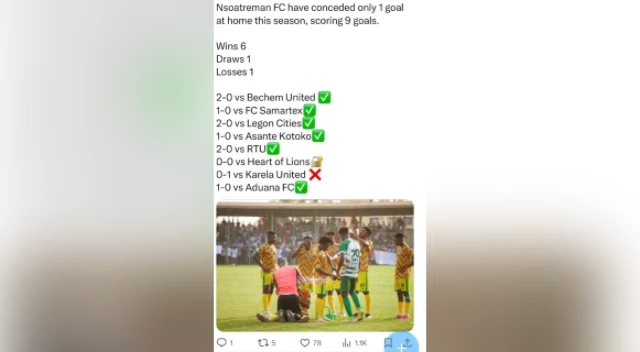 Nsoatreman FC have conceded only 1 goal
at home this season, scoring 9 goals.
Wins 6
Draws 1
Losses 1
2-0 vs Bechem United ✅
1-0 vs FC Samartex✅
2-0 vs Legon Cities✅
1-0 vs Asante Kotoko✅
2-0 vs RTU✅
0-0 vs Heart of Lions🔐
0-1 vs Karela United ❌
1-0 vs Aduana FC✅
1 5 78 1.1K